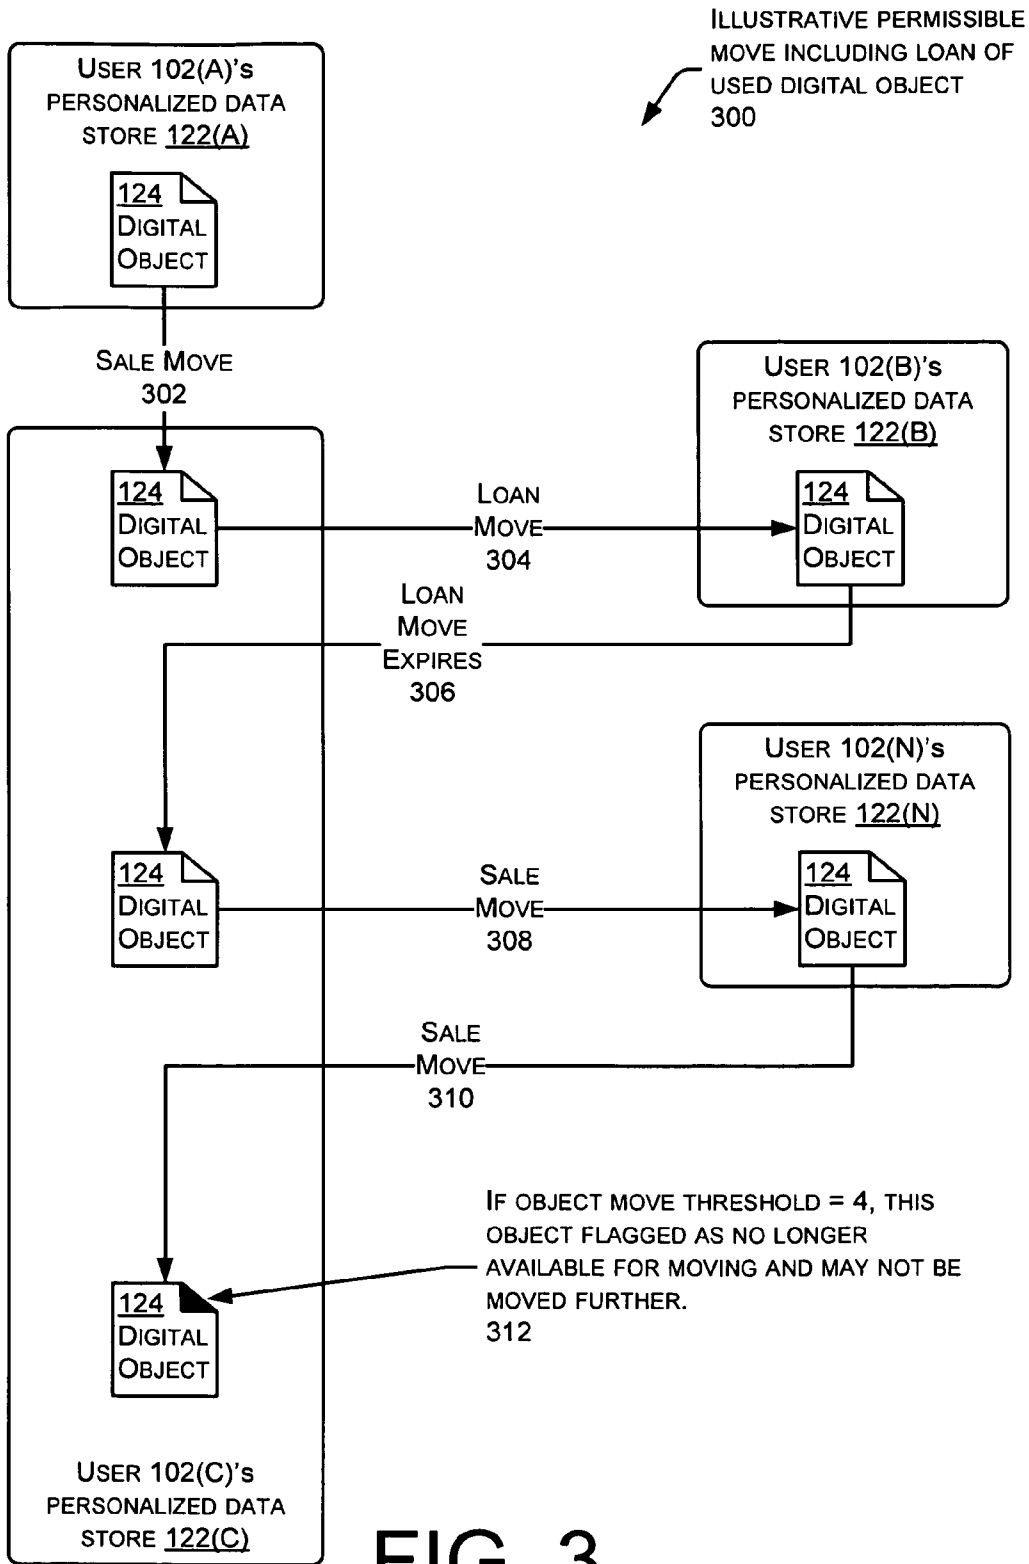 ILLUSTRATIVE PERMISSIBLE
MOVE INCLUDING LOAN OF
USED DIGITAL OBJECT
300
USER 102(A)'s
PERSONALIZED DATA
STORE 122(A)
124
DIGITAL
OBJECT
SALE MOVE
302
USER 102(B)'s
PERSONALIZED DATA
STORE 122(B)
124
DIGITAL
OBJECT
LOAN
MOVE
304
124
DIGITAL
OBJECT
LOAN
MOVE
EXPIRES
306
USER 102(N)'s
PERSONALIZED DATA
STORE 122(N)
124
DIGITAL
OBJECT
SALE
MOVE
308
124
DIGITAL
OBJECT
SALE
MOVE
310
IF OBJECT MOVE THRESHOLD = 4, THIS
OBJECT FLAGGED AS NO LONGER
AVAILABLE FOR MOVING AND MAY NOT BE
MOVED FURTHER.
312
124
DIGITAL
OBJECT
USER 102(C)'s
PERSONALIZED DATA
STORE 122(C)
FIG. 3